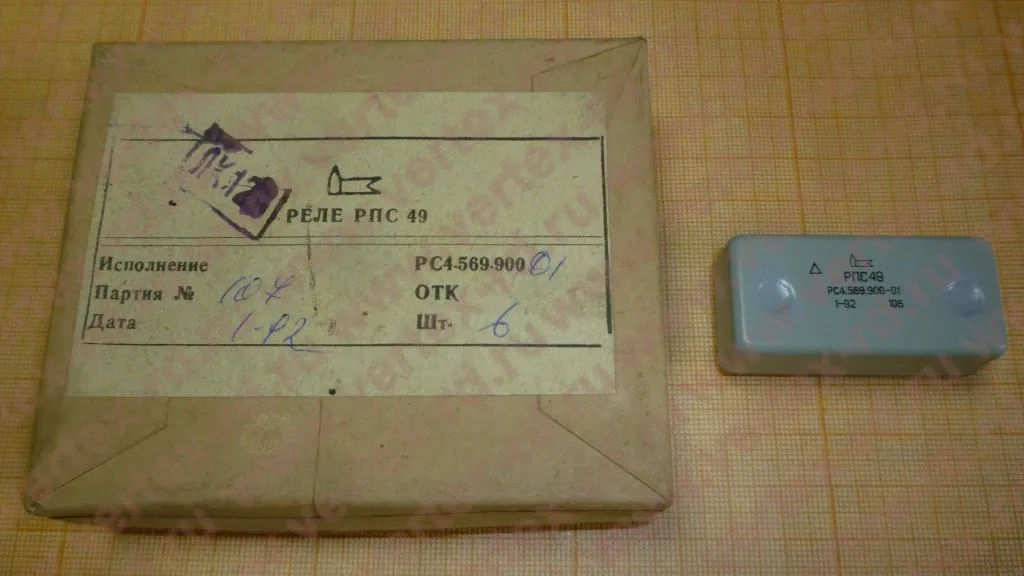 РЕЛЕ РПС 49
Исполнение РС4·569·900 01
Партия № 107
ОТК
Дата 1-92
Шт. 6
РПС49
РС4.569.900-01
1-92 106